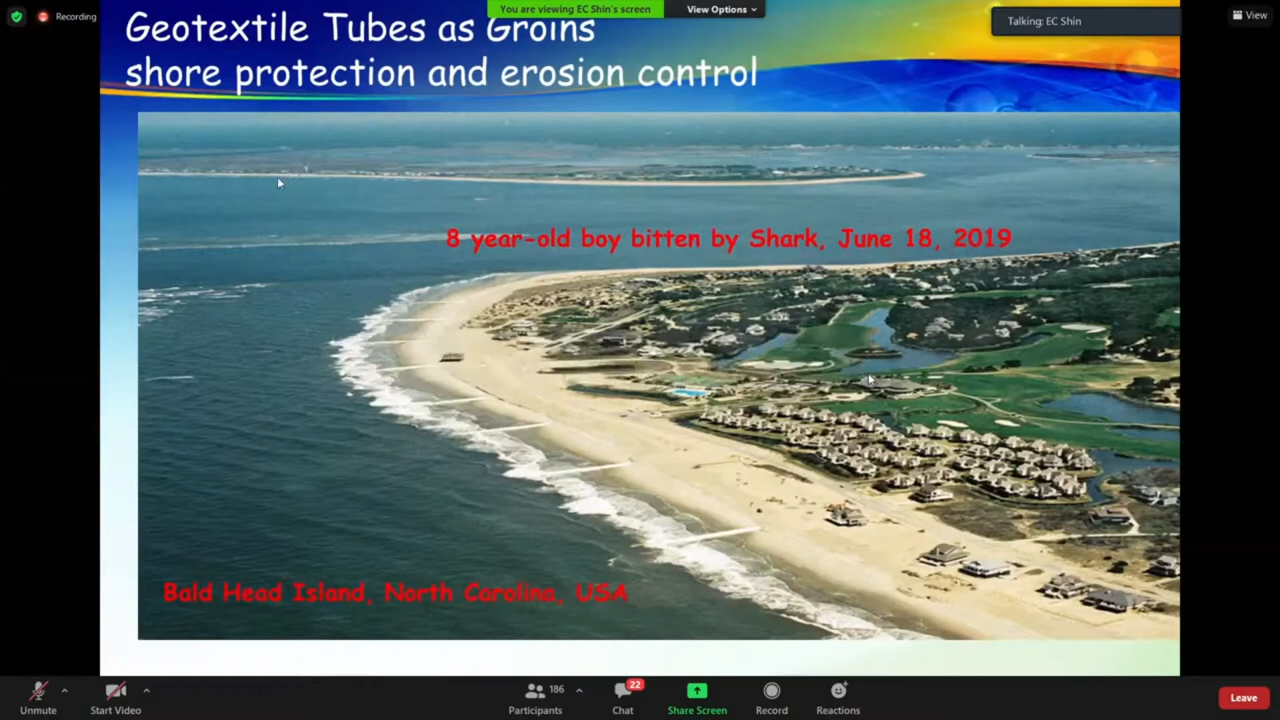 Recording
You are viewing EC Shin's screen
View Options
Talking: EC Shin
View
Geotextile Tubes as Groins
shore protection and erosion control
8 year-old boy bitten by Shark, June 18, 2019
Bald Head Island, North Carolina, USA
Unmute
Start Video
186
Participants
22
Chat
Share Screen
Record
Reactions
Leave